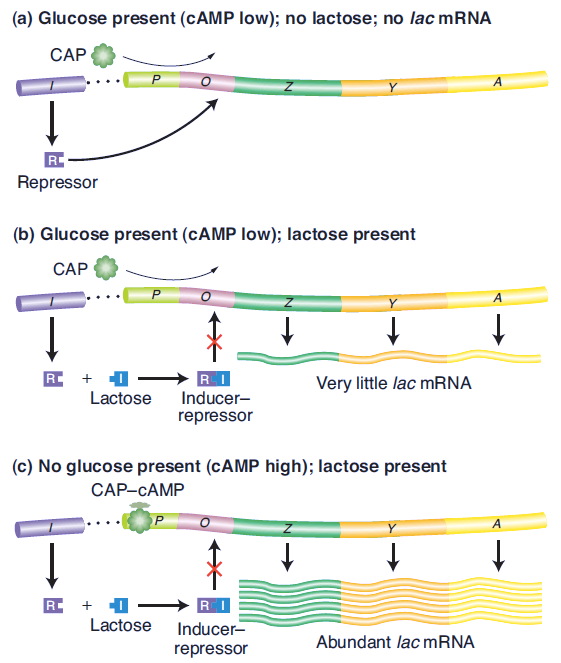 (a) Glucose present (cAMP low); no lactose; no lac mRNA
CAP
I P O Z Y A
R
Repressor
(b) Glucose present (cAMP low); lactose present
CAP
I P O Z Y A
R + I R I
Lactose
Inducer–
repressor
Very little lac mRNA
(c) No glucose present (cAMP high); lactose present
CAP–cAMP
I P O Z Y A
R + I R I
Lactose
Inducer–
repressor
Abundant lac mRNA